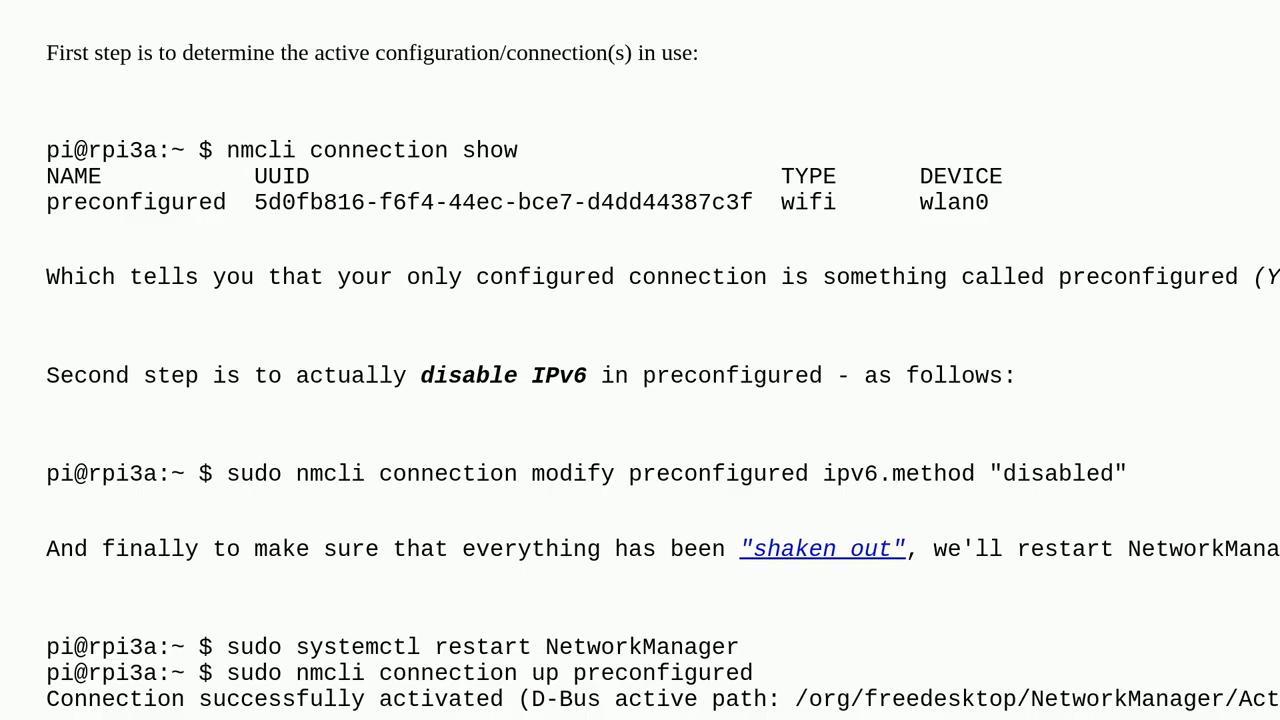 First step is to determine the active configuration/connection(s) in use:
pi@rpi3a:~ $ nmcli connection show
NAME           UUID                                  TYPE      DEVICE
preconfigured  5d0fb816-f6f4-44ec-bce7-d4dd44387c3f  wifi      wlan0
Which tells you that your only configured connection is something called preconfigured (Y
Second step is to actually disable IPv6 in preconfigured - as follows:
pi@rpi3a:~ $ sudo nmcli connection modify preconfigured ipv6.method "disabled"
And finally to make sure that everything has been "shaken out", we'll restart NetworkMana
pi@rpi3a:~ $ sudo systemctl restart NetworkManager
pi@rpi3a:~ $ sudo nmcli connection up preconfigured
Connection successfully activated (D-Bus active path: /org/freedesktop/NetworkManager/Act